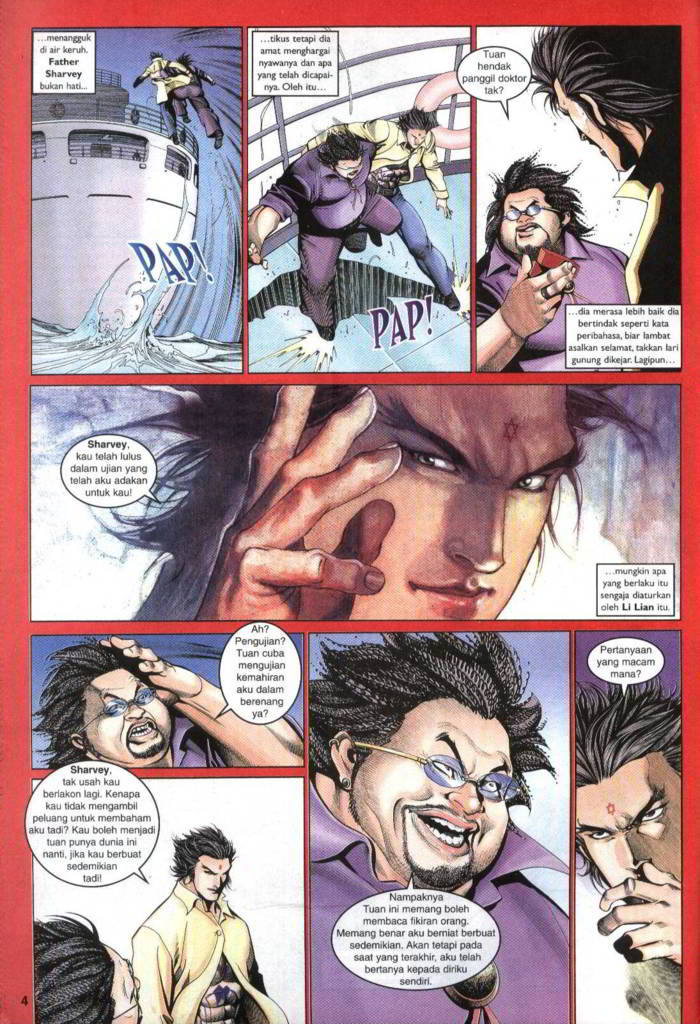 ...menangguk
di air keruh.
Father
Sharvey
bukan hati...
PAP!
...tikus tetapi dia
amat menghargai
nyawanya dan apa
yang telah dicapai-
nya. Oleh itu...
PAP!
Tuan
hendak
panggil doktor
tak?
...dia merasa lebih baik dia
bertindak seperti kata
peribahasa, biar lambat
asalkan selamat, takkan lari
gunung dikejar. Lagipun...
Sharvey,
kau telah lulus
dalam ujian yang
telah aku adakan
untuk kau!
...mungkin apa
yang berlaku itu
sengaja diaturkan
oleh Li Lian itu.
Ah?
Pengujian?
Tuan cuba
mengujian
kemahiran
aku dalam
berenang
ya?
Sharvey,
tak usah kau
berlakon lagi. Kenapa
kau tidak mengambil
peluang untuk membaham
aku tadi? Kau boleh menjadi
tuan punya dunia ini
nanti, jika kau berbuat
sedemikian
tadi!
Nampaknya
Tuan ini memang boleh
membaca fikiran orang.
Memang benar aku berniat berbuat
sedemikian. Akan tetapi pada
saat yang terakhir, aku telah
bertanya kepada diriku
sendiri.
Pertanyaan
yang macam
mana?
4